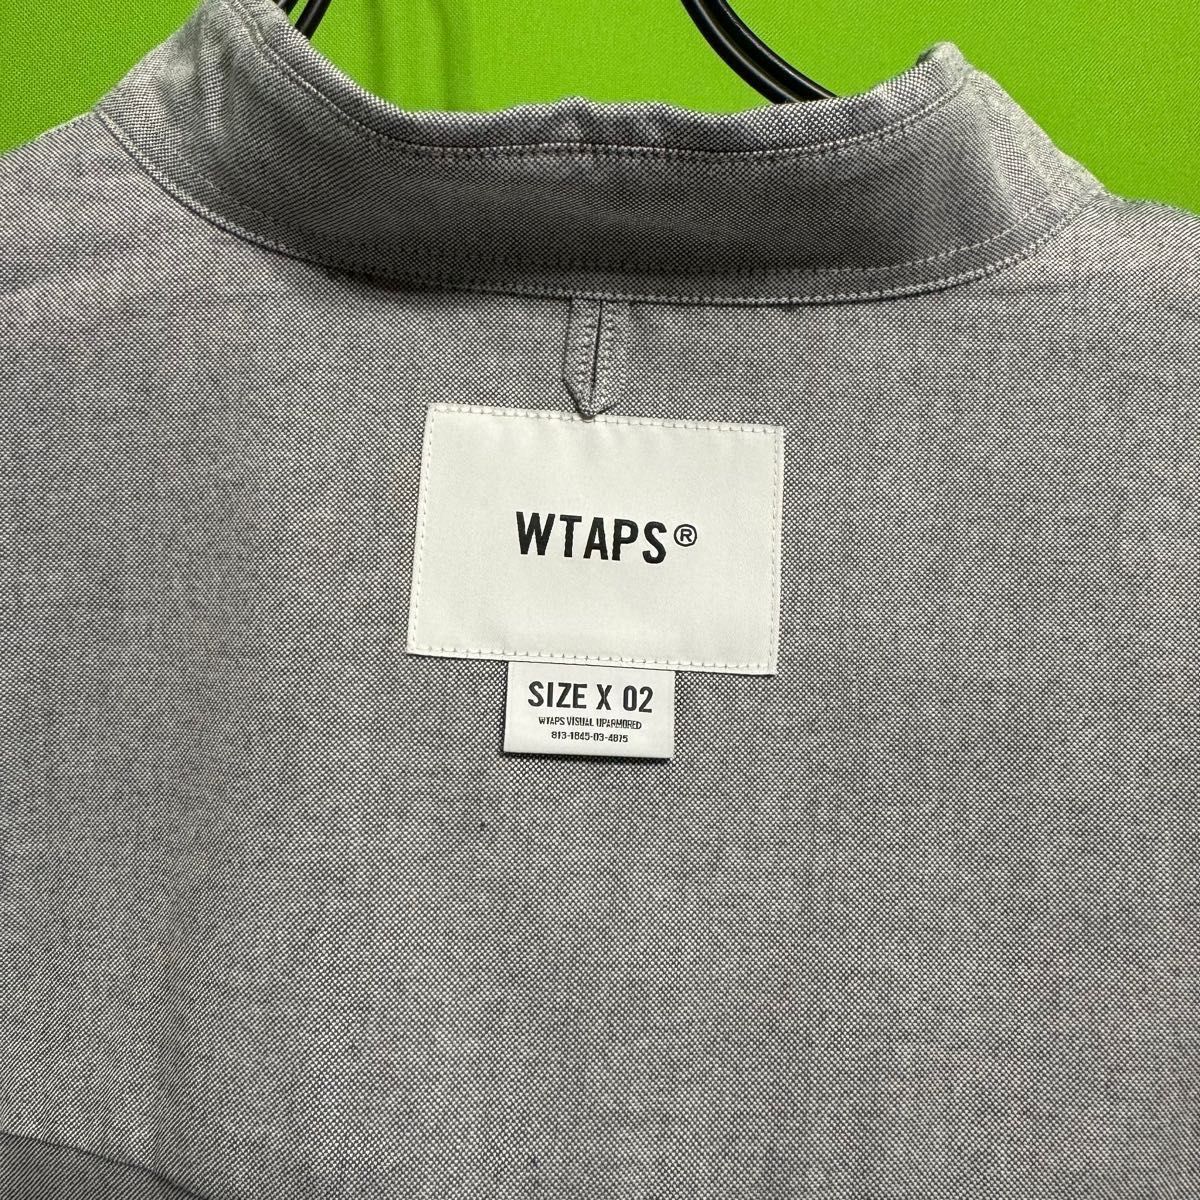 WTAPS®
SIZE X 02
WTAPS VISUAL UPARMORED
813-1845-03-4875